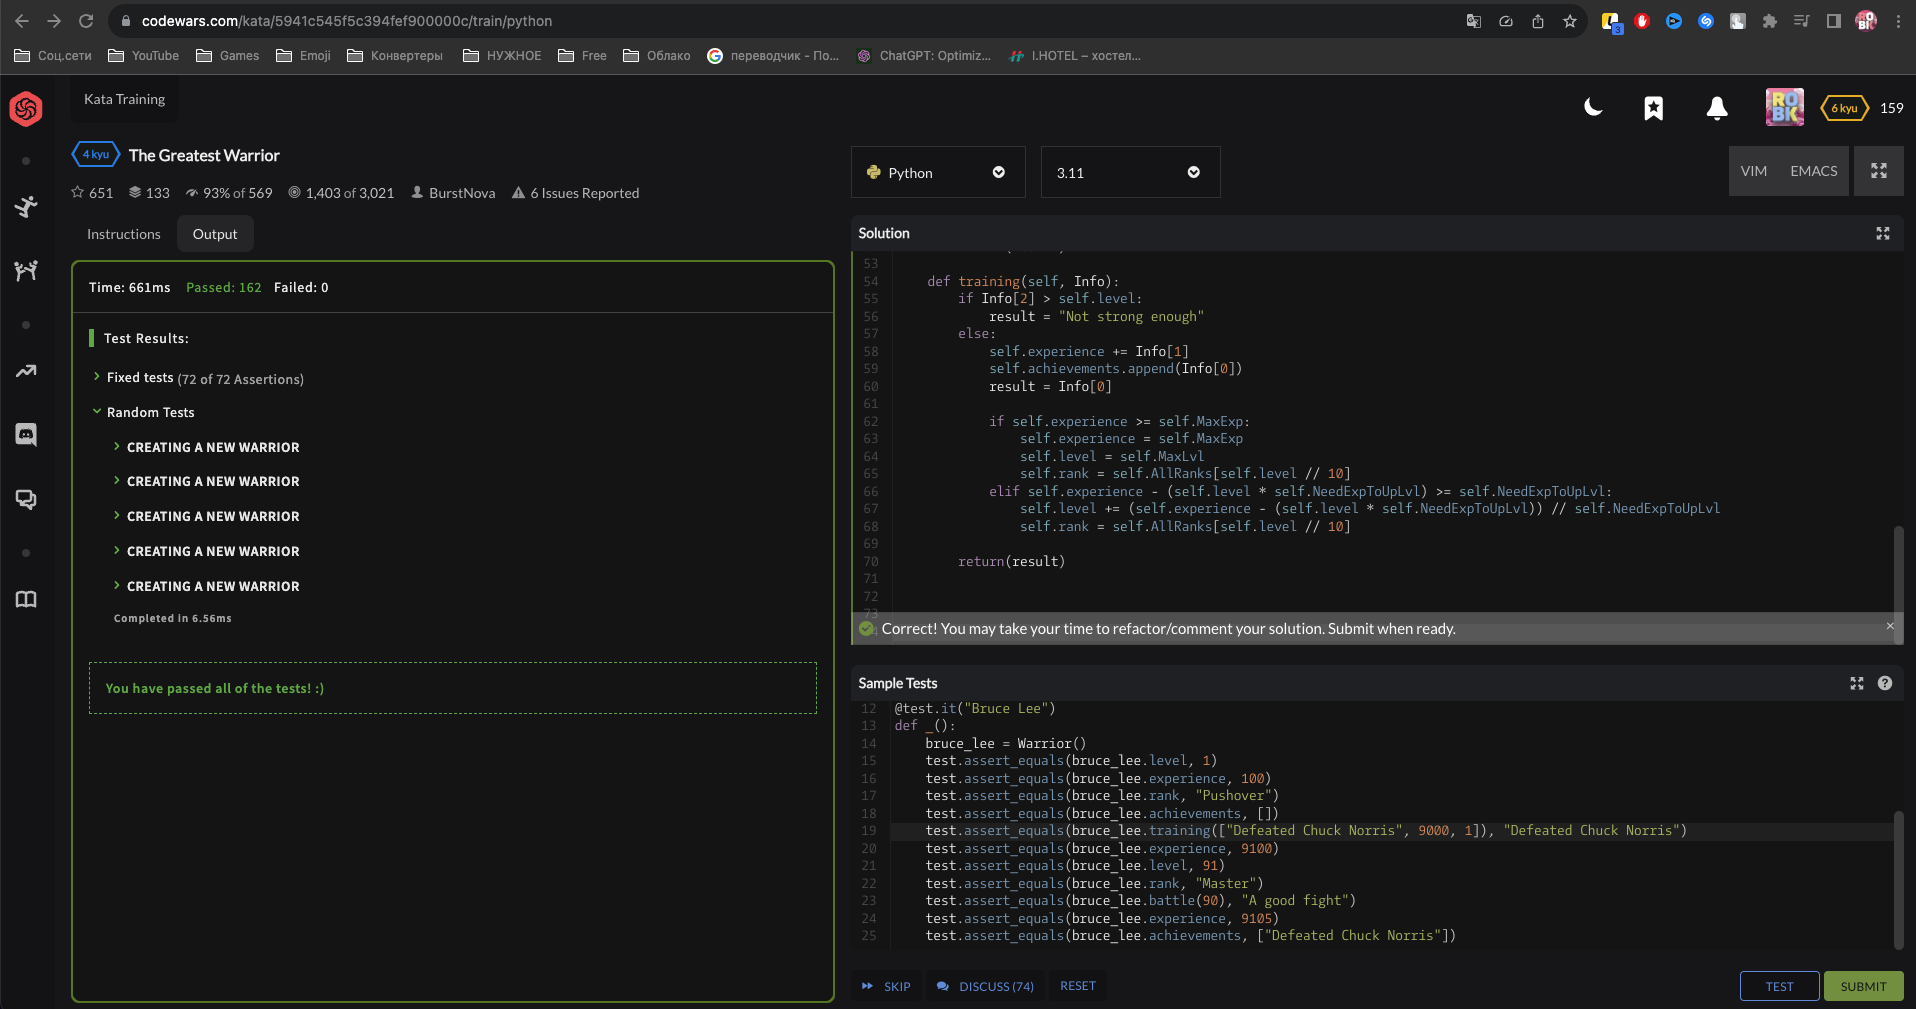 codewars.com/kata/5941c545f5c394fef900000c/train/python
3
Соц.сети YouTube Games Emoji Конвертеры НУЖНОЕ Free Облако переводчик - По... ChatGPT: Optimiz... I.HOTEL – хостел...
Kata Training
RO
BK
6 kyu 159
4 kyu The Greatest Warrior
651 133 93% of 569 1,403 of 3,021 BurstNova 6 Issues Reported
Python 3.11 VIM EMACS
Instructions Output
Time: 661ms Passed: 162 Failed: 0
Test Results:
Fixed tests (72 of 72 Assertions)
Random Tests
CREATING A NEW WARRIOR
CREATING A NEW WARRIOR
CREATING A NEW WARRIOR
CREATING A NEW WARRIOR
CREATING A NEW WARRIOR
Completed in 6.56ms
You have passed all of the tests! :)
Solution
53
54 def training(self, Info):
55 if Info[2] > self.level:
56 result = "Not strong enough"
57 else:
58 self.experience += Info[1]
59 self.achievements.append(Info[0])
60 result = Info[0]
61
62 if self.experience >= self.MaxExp:
63 self.experience = self.MaxExp
64 self.level = self.MaxLvl
65 self.rank = self.AllRanks[self.level // 10]
66 elif self.experience - (self.level * self.NeedExpToUpLvl) >= self.NeedExpToUpLvl:
67 self.level += (self.experience - (self.level * self.NeedExpToUpLvl)) // self.NeedExpToUpLvl
68 self.rank = self.AllRanks[self.level // 10]
69
70 return(result)
71
72
73
Correct! You may take your time to refactor/comment your solution. Submit when ready.
Sample Tests
12 @test.it("Bruce Lee")
13 def _():
14 bruce_lee = Warrior()
15 test.assert_equals(bruce_lee.level, 1)
16 test.assert_equals(bruce_lee.experience, 100)
17 test.assert_equals(bruce_lee.rank, "Pushover")
18 test.assert_equals(bruce_lee.achievements, [])
19 test.assert_equals(bruce_lee.training(["Defeated Chuck Norris", 9000, 1]), "Defeated Chuck Norris")
20 test.assert_equals(bruce_lee.experience, 9100)
21 test.assert_equals(bruce_lee.level, 91)
22 test.assert_equals(bruce_lee.rank, "Master")
23 test.assert_equals(bruce_lee.battle(90), "A good fight")
24 test.assert_equals(bruce_lee.experience, 9105)
25 test.assert_equals(bruce_lee.achievements, ["Defeated Chuck Norris"])
SKIP DISCUSS (74) RESET TEST SUBMIT